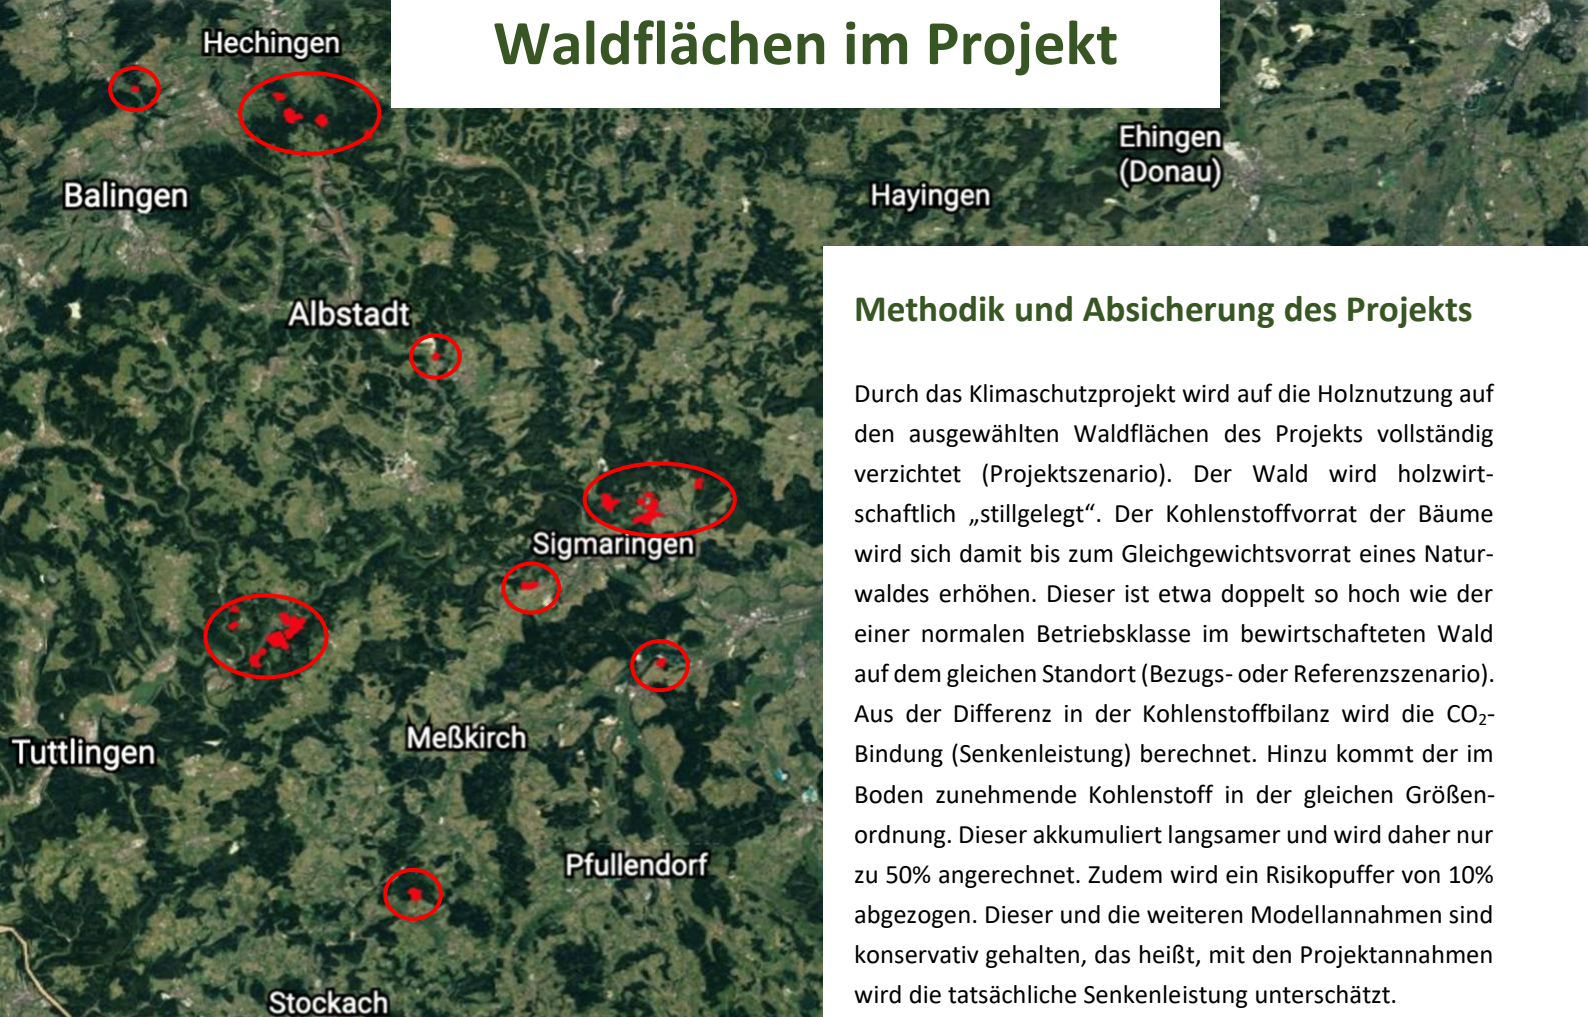 Waldflächen im Projekt
Hechingen
Ehingen
(Donau)
Balingen
Hayingen
Albstadt
Sigmaringen
Meßkirch
Tuttlingen
Pfullendorf
Stockach
Methodik und Absicherung des Projekts
Durch das Klimaschutzprojekt wird auf die Holznutzung auf
den ausgewählten Waldflächen des Projekts vollständig
verzichtet (Projektszenario). Der Wald wird holzwirt-
schaftlich „stillgelegt“. Der Kohlenstoffvorrat der Bäume
wird sich damit bis zum Gleichgewichtsvorrat eines Natur-
waldes erhöhen. Dieser ist etwa doppelt so hoch wie der
einer normalen Betriebsklasse im bewirtschafteten Wald
auf dem gleichen Standort (Bezugs- oder Referenzszenario).
Aus der Differenz in der Kohlenstoffbilanz wird die CO₂-
Bindung (Senkenleistung) berechnet. Hinzu kommt der im
Boden zunehmende Kohlenstoff in der gleichen Größen-
ordnung. Dieser akkumuliert langsamer und wird daher nur
zu 50% angerechnet. Zudem wird ein Risikopuffer von 10%
abgezogen. Dieser und die weiteren Modellannahmen sind
konservativ gehalten, das heißt, mit den Projektannahmen
wird die tatsächliche Senkenleistung unterschätzt.